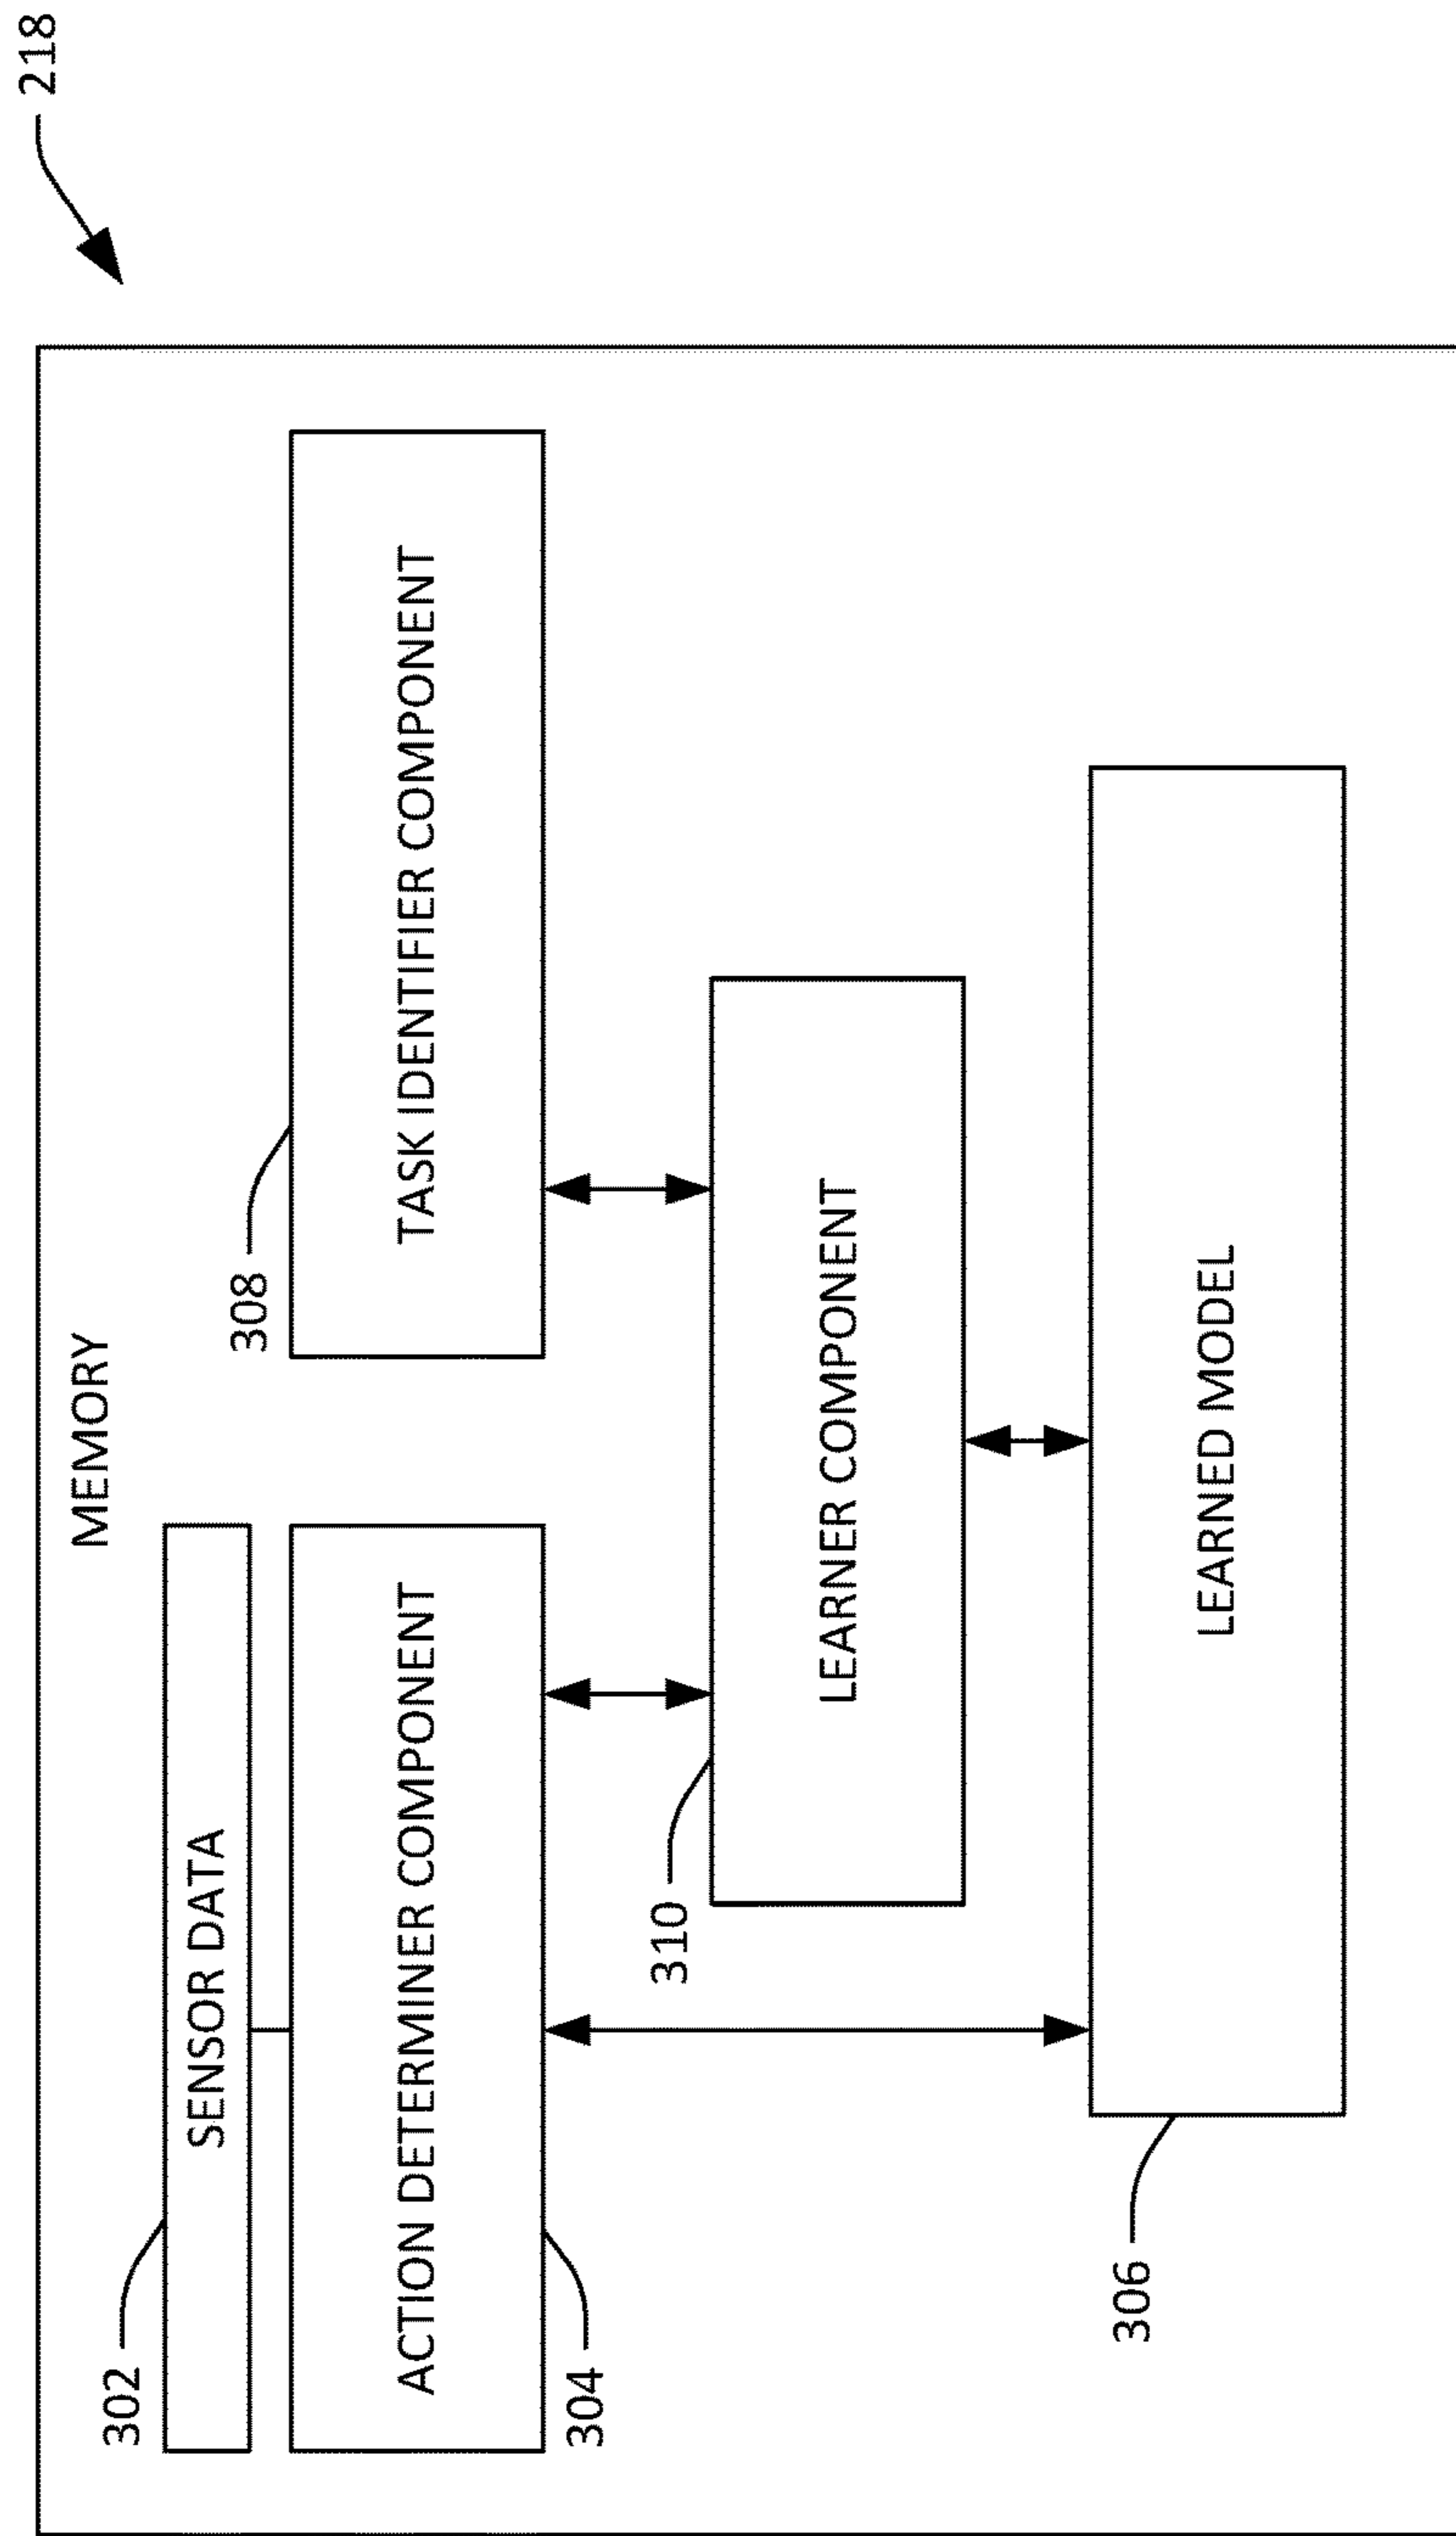 218
MEMORY
302
SENSOR DATA
308
ACTION DETERMINER COMPONENT
TASK IDENTIFIER COMPONENT
304
310
LEARNER COMPONENT
306
LEARNED MODEL